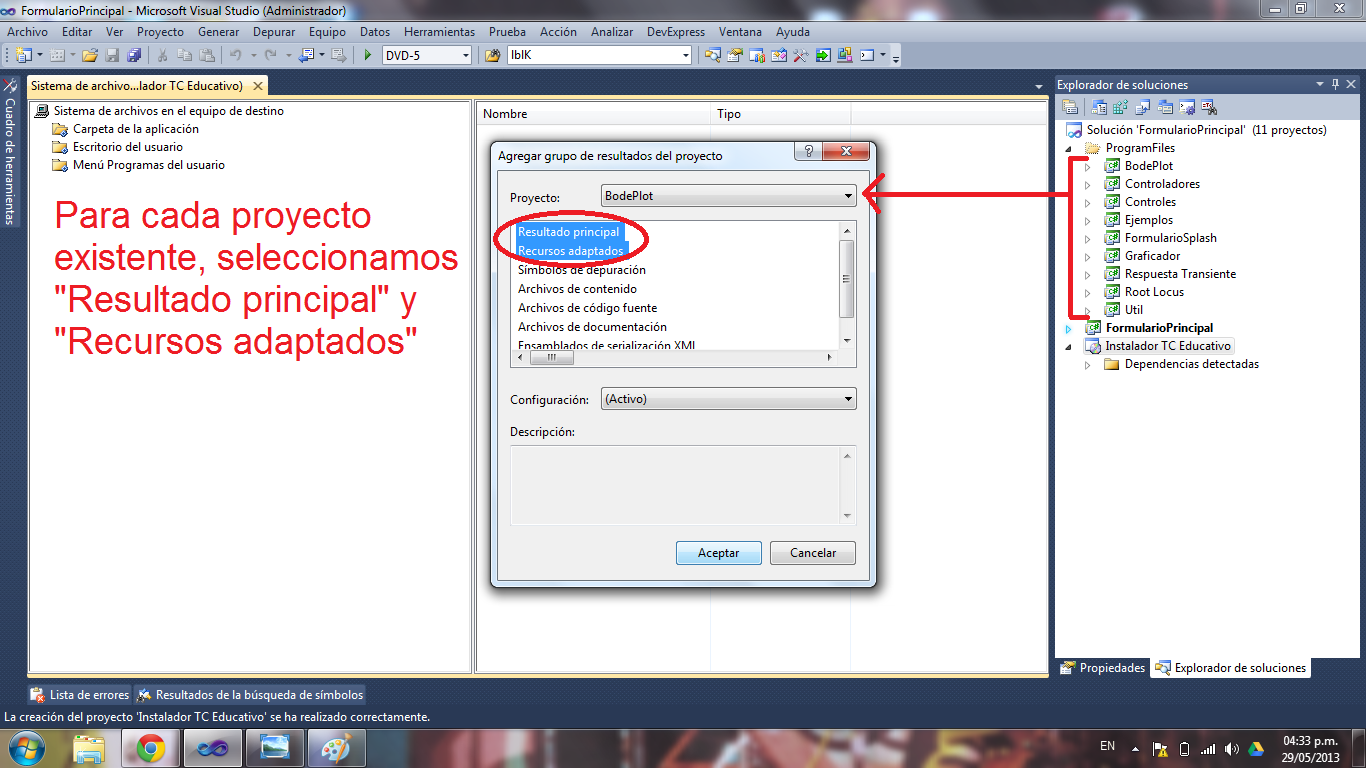 FormularioPrincipal - Microsoft Visual Studio (Administrador)
Archivo Editar Ver Proyecto Generar Depurar Equipo Datos Herramientas Prueba Acción Analizar DevExpress Ventana Ayuda
DVD-5 lblK
Cuadro de herramientas
Sistema de archivo...lador TC Educativo)
Sistema de archivos en el equipo de destino
Carpeta de la aplicación
Escritorio del usuario
Menú Programas del usuario
Para cada proyecto
existente, seleccionamos
"Resultado principal" y
"Recursos adaptados"
Nombre Tipo
Agregar grupo de resultados del proyecto
Proyecto: BodePlot
Resultado principal
Recursos adaptados
Símbolos de depuración
Archivos de contenido
Archivos de código fuente
Archivos de documentación
Ensamblados de serialización XML
Configuración: (Activo)
Descripción:
Aceptar Cancelar
Explorador de soluciones
Solución 'FormularioPrincipal' (11 proyectos)
ProgramFiles
BodePlot
Controladores
Controles
Ejemplos
FormularioSplash
Graficador
Respuesta Transiente
Root Locus
Util
FormularioPrincipal
Instalador TC Educativo
Dependencias detectadas
Propiedades Explorador de soluciones
Lista de errores Resultados de la búsqueda de símbolos
La creación del proyecto 'Instalador TC Educativo' se ha realizado correctamente.
EN
04:33 p.m.
29/05/2013